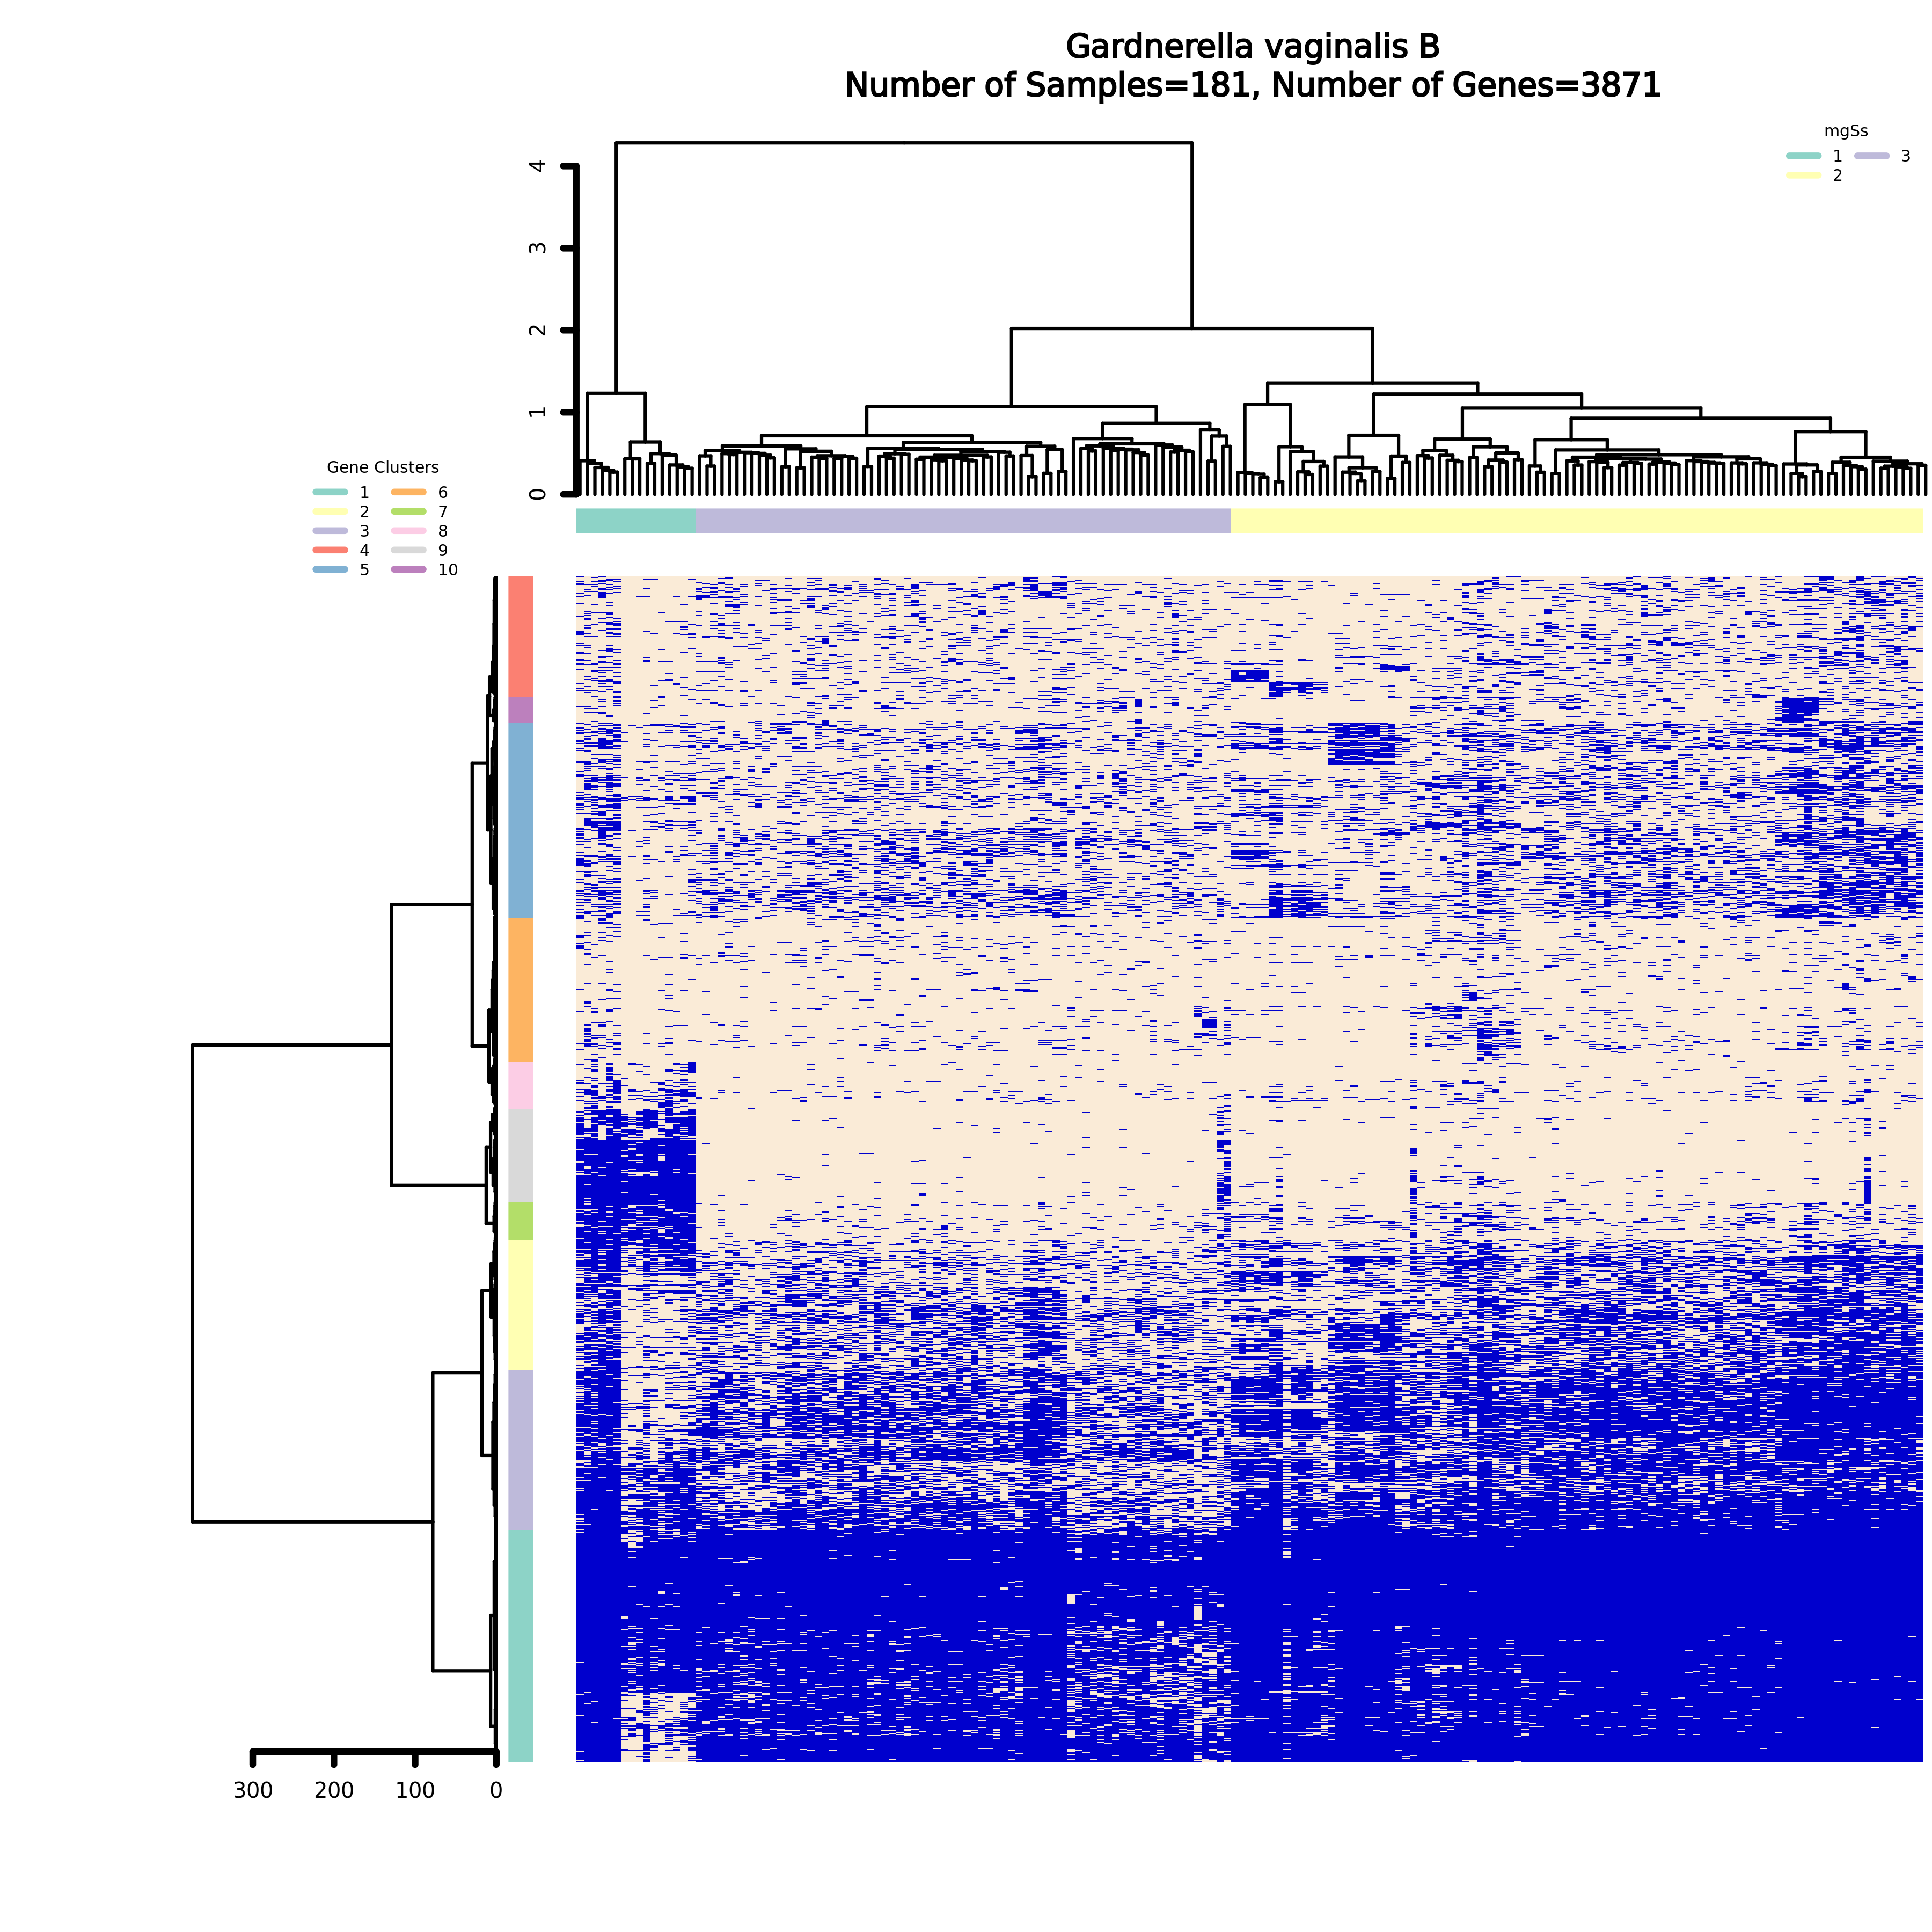 Gardnerella vaginalis B
Number of Samples=181, Number of Genes=3871
mgSs
1 3
2
4
3
2
1
0
Gene Clusters
1 6
2 7
3 8
4 9
5 10
300 200 100 0